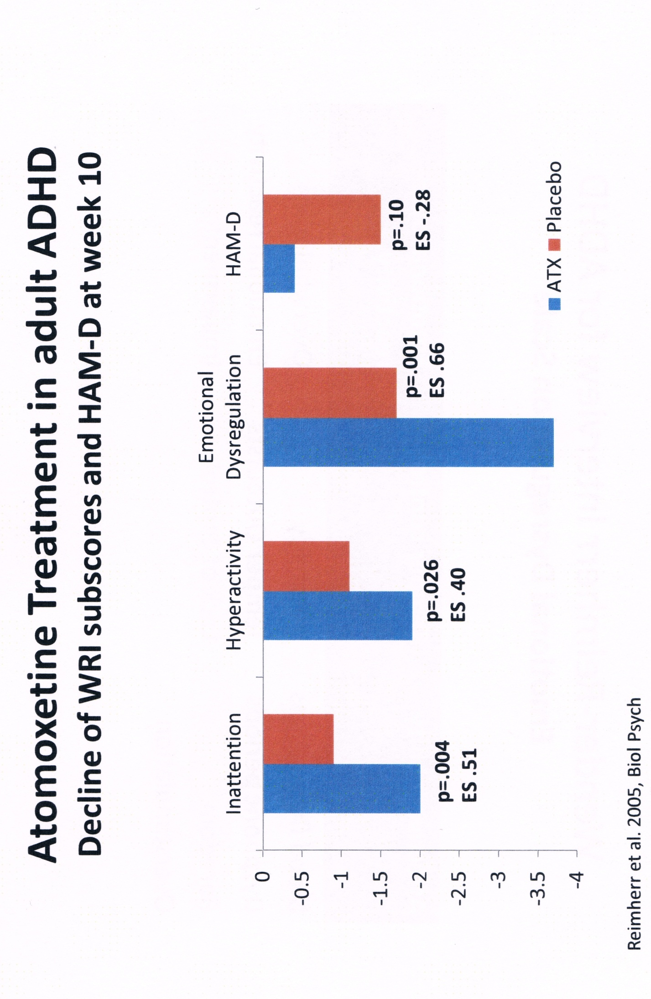 Atomoxetine Treatment in adult ADHD
Decline of WRI subscores and HAM-D at week 10
Inattention
Hyperactivity
Emotional
Dysregulation
HAM-D
0
-0.5
-1
-1.5
-2
-2.5
-3
-3.5
-4
p=.004
ES .51
p=.026
ES .40
p=.001
ES .66
p=.10
ES -.28
ATX
Placebo
Reimherr et al. 2005, Biol Psych